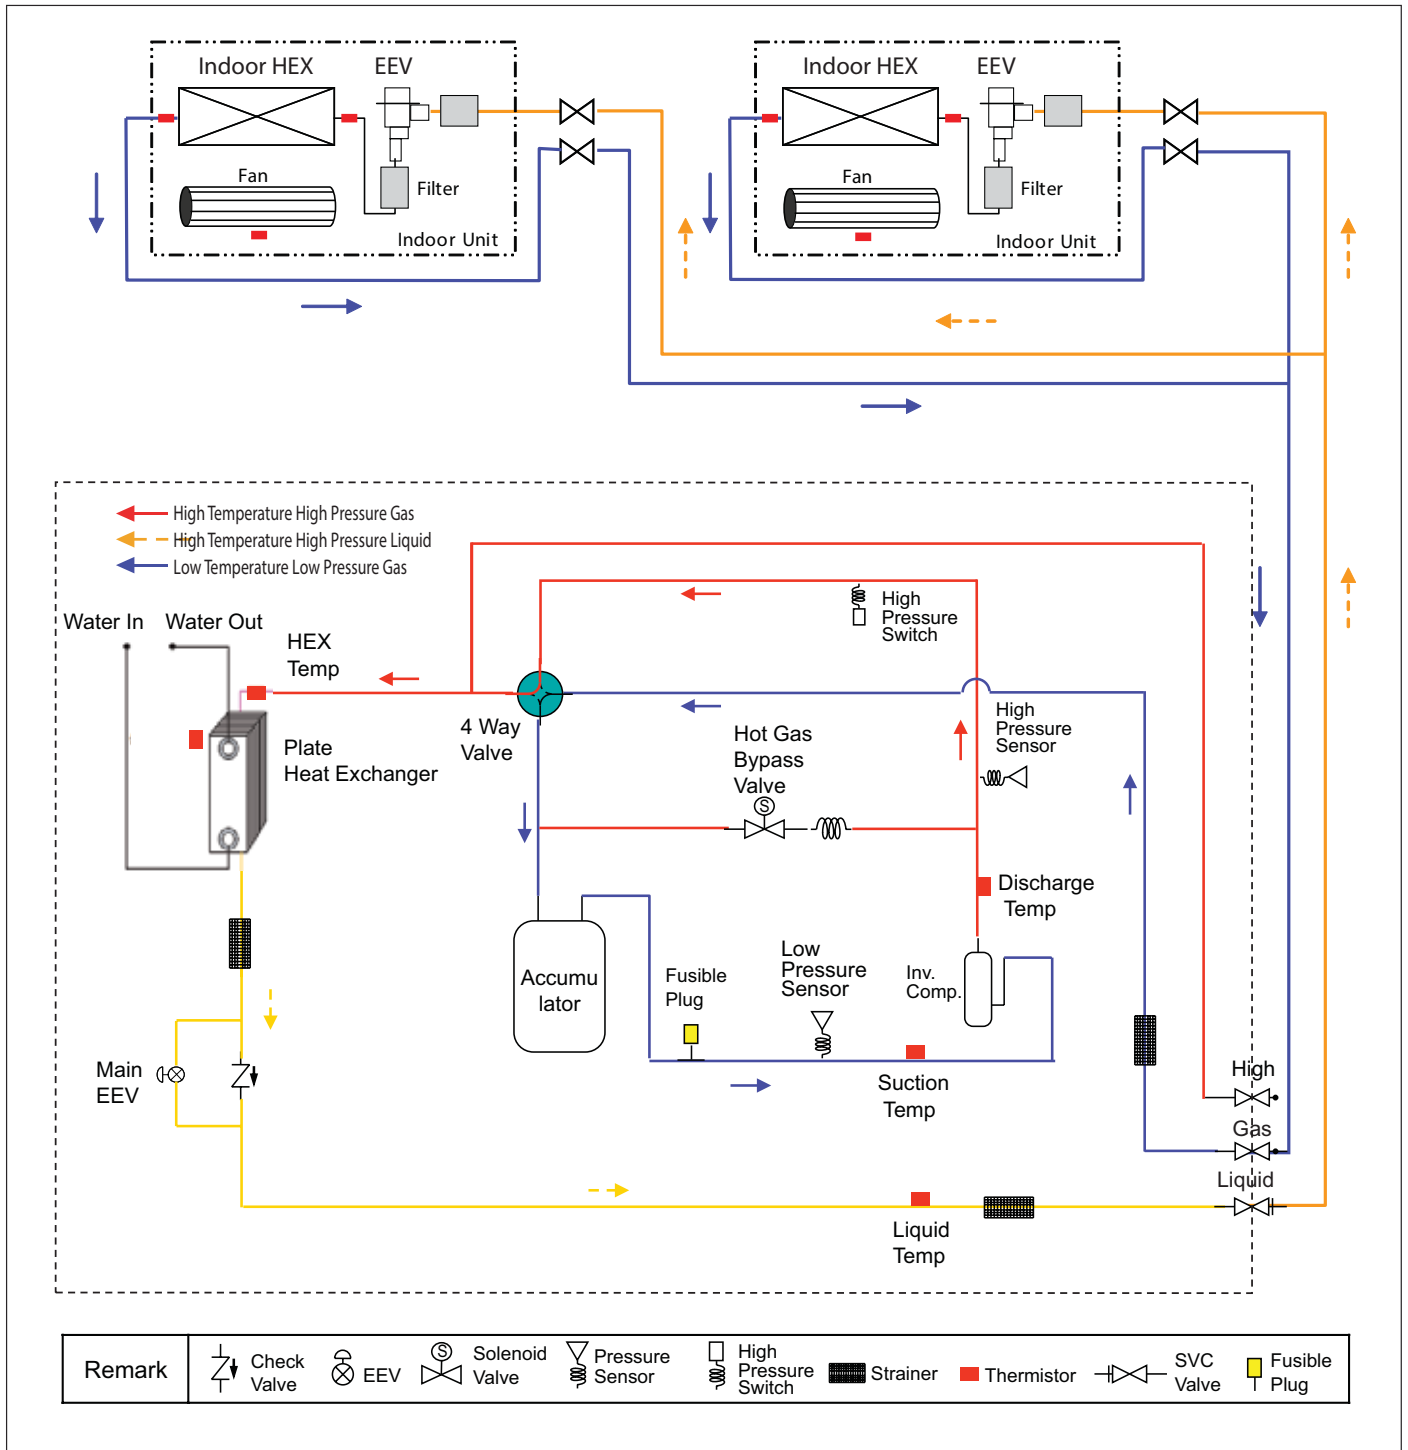 Indoor HEX
EEV
Fan
Filter
Indoor Unit
Indoor HEX
EEV
Fan
Filter
Indoor Unit
High Temperature High Pressure Gas
High Temperature High Pressure Liquid
Low Temperature Low Pressure Gas
Water In
Water Out
HEX
Temp
Plate
Heat Exchanger
4 Way
Valve
High
Pressure
Switch
Hot Gas
Bypass
Valve
S
High
Pressure
Sensor
Discharge
Temp
Accumu
lator
Fusible
Plug
Low
Pressure
Sensor
Inv.
Comp.
Suction
Temp
Main
EEV
High
Gas
Liquid
Liquid
Temp
Remark
Check
Valve
EEV
S
Solenoid
Valve
Pressure
Sensor
High
Pressure
Switch
Strainer
Thermistor
SVC
Valve
Fusible
Plug